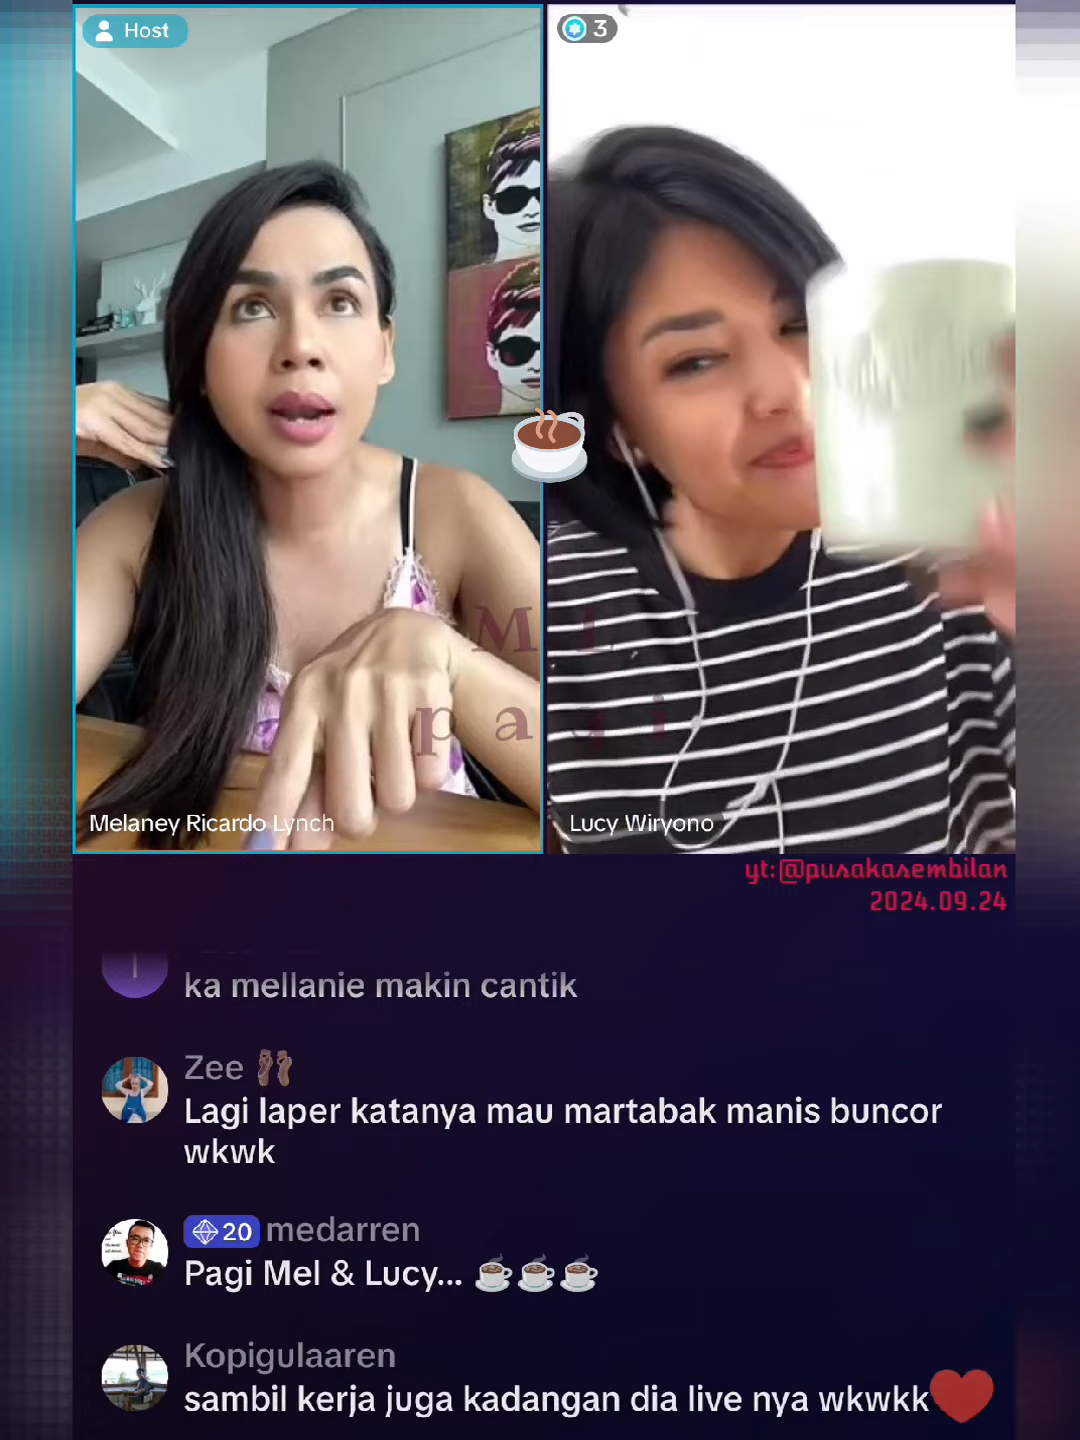 Host
3
M L
pagi
Melaney Ricardo Lynch
Lucy Wiryono
yt:@pusakasembilan
2024.09.24
ka mellanie makin cantik
Zee
Lagi laper katanya mau martabak manis buncor
wkwk
20 medarren
Pagi Mel & Lucy...
Kopigulaaren
sambil kerja juga kadangan dia live nya wkwkk